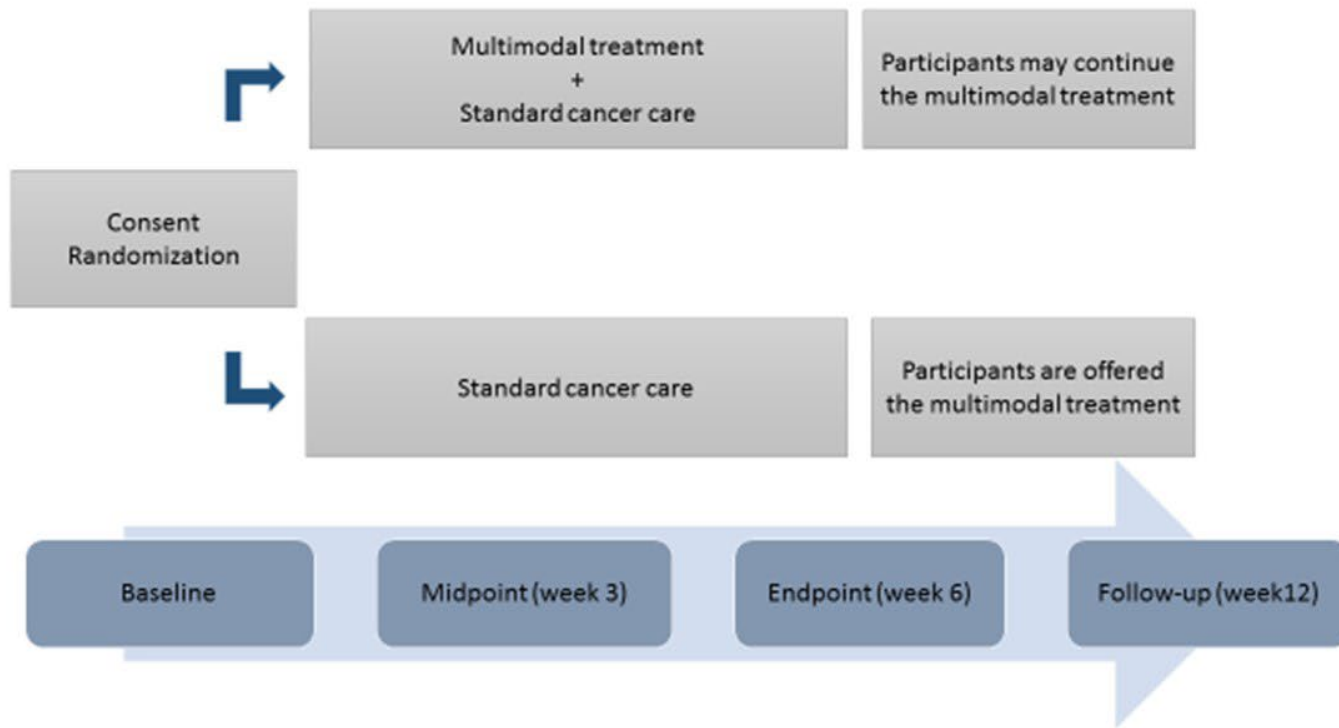 Multimodal treatment
+
Standard cancer care
Participants may continue
the multimodal treatment
Consent
Randomization
Standard cancer care
Participants are offered
the multimodal treatment
Baseline
Midpoint (week 3)
Endpoint (week 6)
Follow-up (week12)